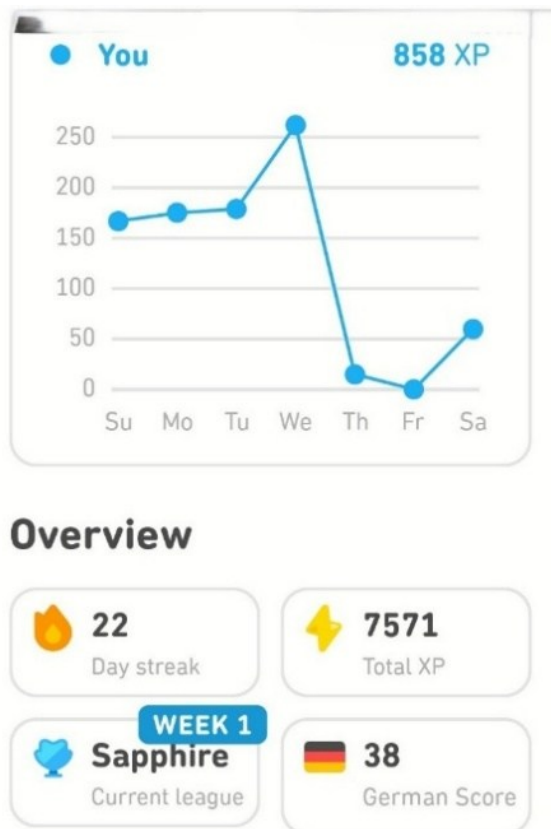 You 858 XP
250
200
150
100
50
0
Su Mo Tu We Th Fr Sa
Overview
22 7571
Day streak Total XP
WEEK 1
Sapphire 38
Current league German Score